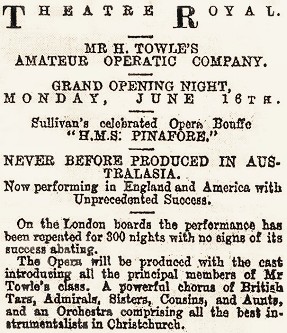 THEATRE ROYAL.
MR H. TOWLE'S
AMATEUR OPERATIC COMPANY.
GRAND OPENING NIGHT,
MONDAY, JUNE 16TH.
Sullivan's celebrated Opera Bouffe
"H.M.S: PINAFORE."
NEVER BEFORE PRODUCED IN AUS-
TRALASIA.
Now performing in England and America with
Unprecedented Success.
On the London boards the performance has
been repeated for 300 nights with no signs of its
success abating.
The Opera will be produced with the cast
introducing all the principal members of Mr
Towle's class. A powerful chorus of British
Tars, Admirals, Sisters, Cousins, and Aunts,
and an Orchestra comprising all the best in-
strumentalists in Christchurch.